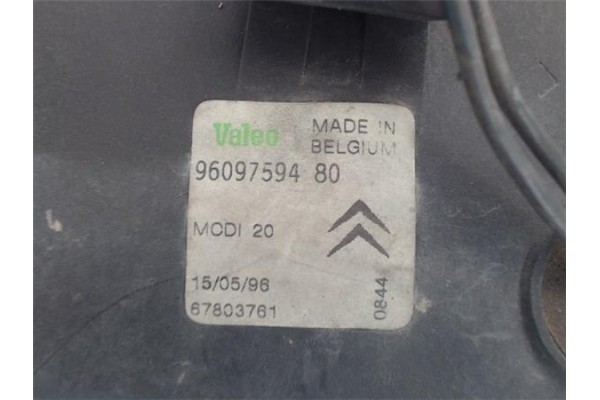 Valeo MADE IN
BELGIUM
96097594 80
MODI 20
15/05/96
67803761
0844